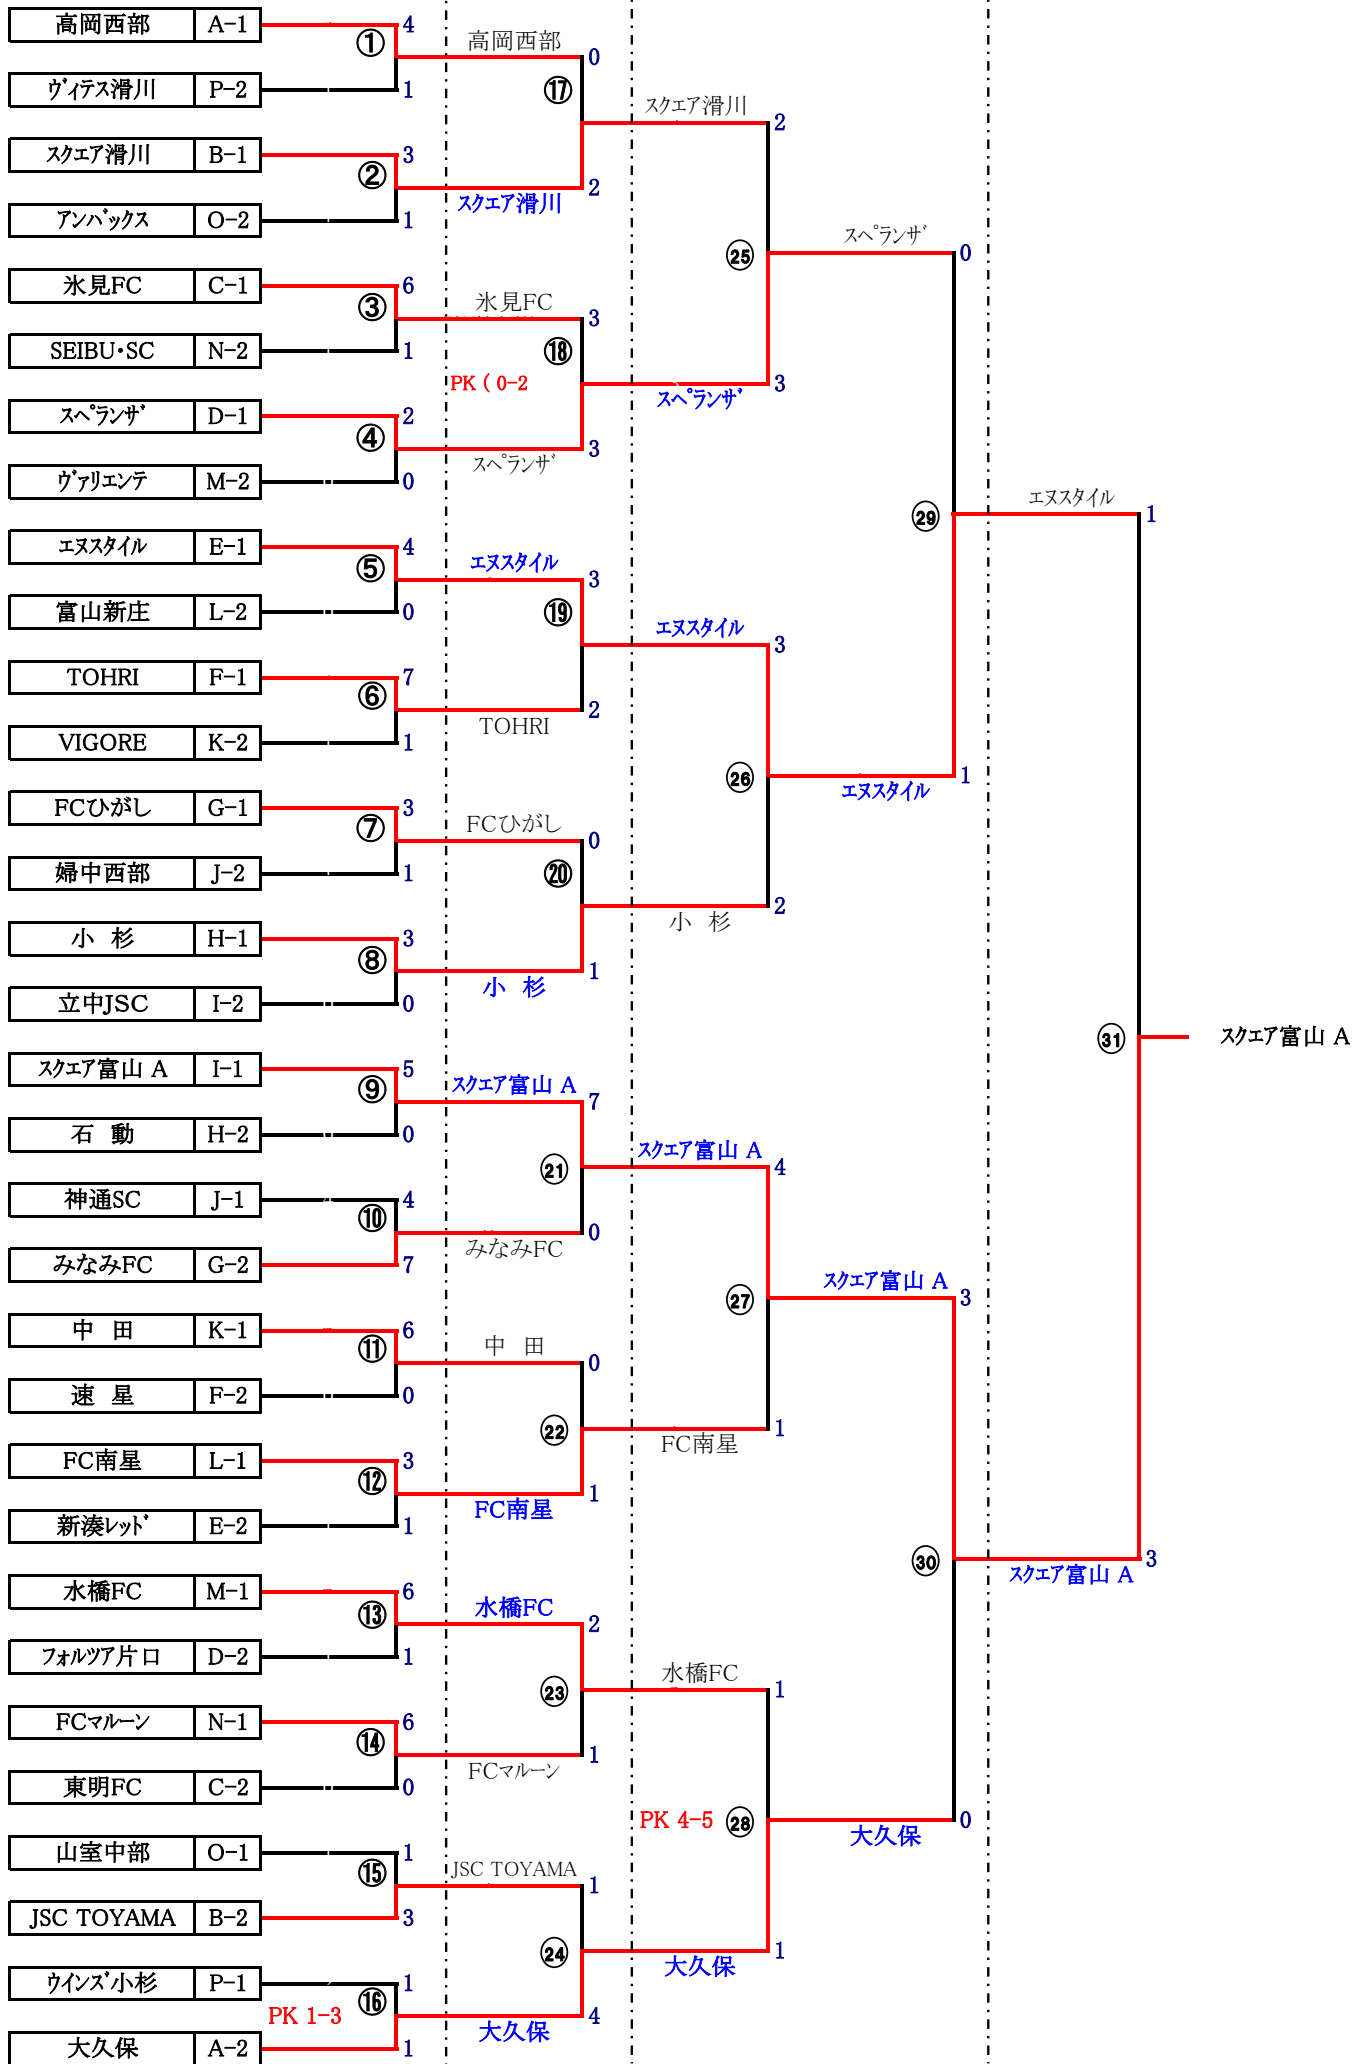 高岡西部 A-1 4
① 高岡西部 0
ヴィテス滑川 P-2 1
⑰ スクエア滑川 2
スクエア滑川 B-1 3
② スクエア滑川 2
アンバックス O-2 1
スペランザ 0
㉕
氷見FC C-1 6
③ 氷見FC 3
SEIBU・SC N-2 1
⑱
PK ( 0-2 スペランザ 3
スペランザ D-1 2
④ スペランザ 3
ヴァリエンテ M-2 0
エヌスタイル 1
㉙
エヌスタイル E-1 4
⑤ エヌスタイル 3
富山新庄 L-2 0
⑲ エヌスタイル 3
TOHRI F-1 7
⑥ TOHRI 2
VIGORE K-2 1
㉖ エヌスタイル 1
FCひがし G-1 3
⑦ FCひがし 0
婦中西部 J-2 1
⑳ 小 杉 2
小 杉 H-1 3
⑧ 小 杉 1
立中JSC I-2 0
㉛ スクエア富山 A
スクエア富山 A I-1 5
⑨ スクエア富山 A 7
石 動 H-2 0
㉑ スクエア富山 A 4
神通SC J-1 4
⑩ みなみFC 0
みなみFC G-2 7
㉗ スクエア富山 A 3
中 田 K-1 6
⑪ 中 田 0
速 星 F-2 0
㉒ FC南星 1
FC南星 L-1 3
⑫ FC南星 1
新湊レッド E-2 1
㉚ スクエア富山 A 3
水橋FC M-1 6
⑬ 水橋FC 2
フォルツア片口 D-2 1
㉓ 水橋FC 1
FCマルーン N-1 6
⑭ FCマルーン 1
東明FC C-2 0
PK 4-5 ㉘ 大久保 0
山室中部 O-1 1
⑮ JSC TOYAMA 1
JSC TOYAMA B-2 3
㉔ 大久保 1
ウインズ小杉 P-1 1
PK 1-3 ⑯ 大久保 4
大久保 A-2 1